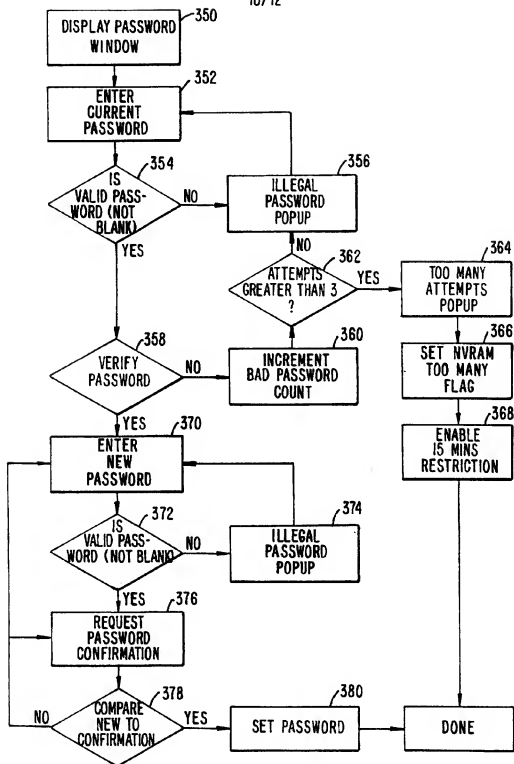 10/12
350
DISPLAY PASSWORD
WINDOW
352
ENTER
CURRENT
PASSWORD
354
IS
VALID PASS-
WORD (NOT
BLANK)
NO
YES
356
ILLEGAL
PASSWORD
POPUP
NO
362
ATTEMPTS
GREATER THAN 3
?
YES
364
TOO MANY
ATTEMPTS
POPUP
366
SET NVRAM
TOO MANY
FLAG
368
ENABLE
15 MINS
RESTRICTION
358
VERIFY
PASSWORD
NO
YES
360
INCREMENT
BAD PASSWORD
COUNT
370
ENTER
NEW
PASSWORD
372
IS
VALID PASS-
WORD (NOT BLANK)
NO
YES
374
ILLEGAL
PASSWORD
POPUP
376
REQUEST
PASSWORD
CONFIRMATION
378
COMPARE
NEW TO
CONFIRMATION
NO
YES
380
SET PASSWORD
DONE